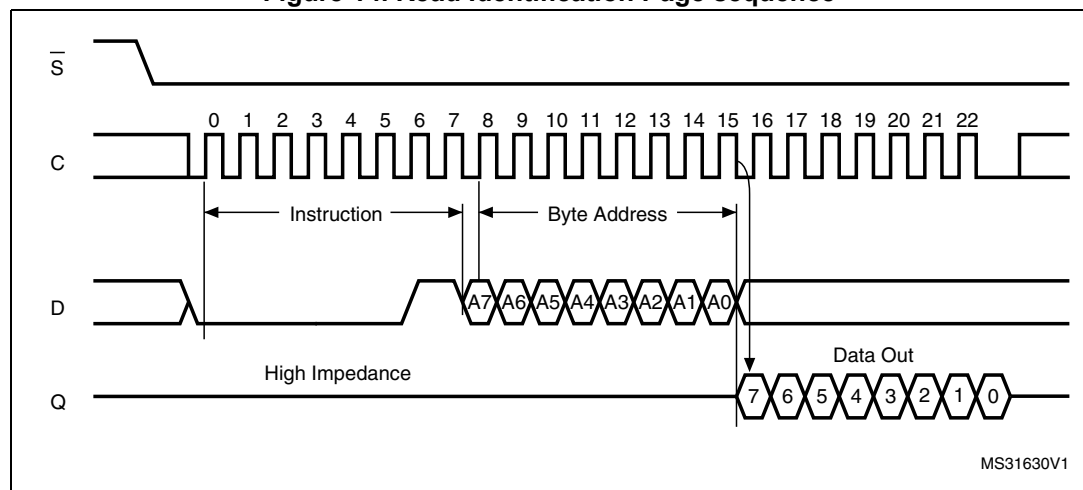 Figure Read Identification Page sequence
S
0 1 2 3 4 5 6 7 8 9 10 11 12 13 14 15 16 17 18 19 20 21 22
C
Instruction Byte Address
D A7 A6 A5 A4 A3 A2 A1 A0
High Impedance Data Out
Q 7 6 5 4 3 2 1 0
MS31630V1